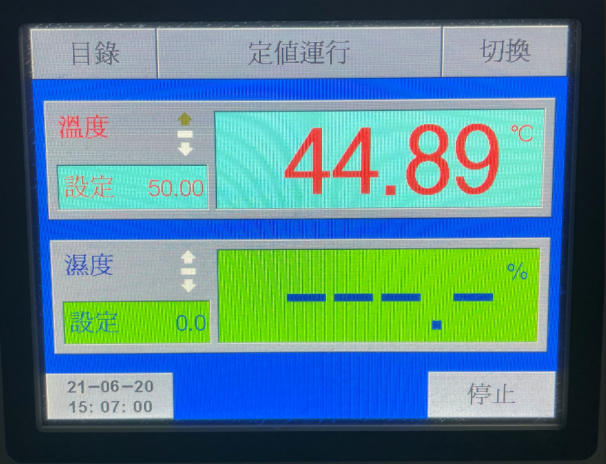 目錄 定值運行 切換
溫度
44.89 ℃
設定 50.00
濕度
---.- %
設定 0.0
21-06-20
15:07:00
停止